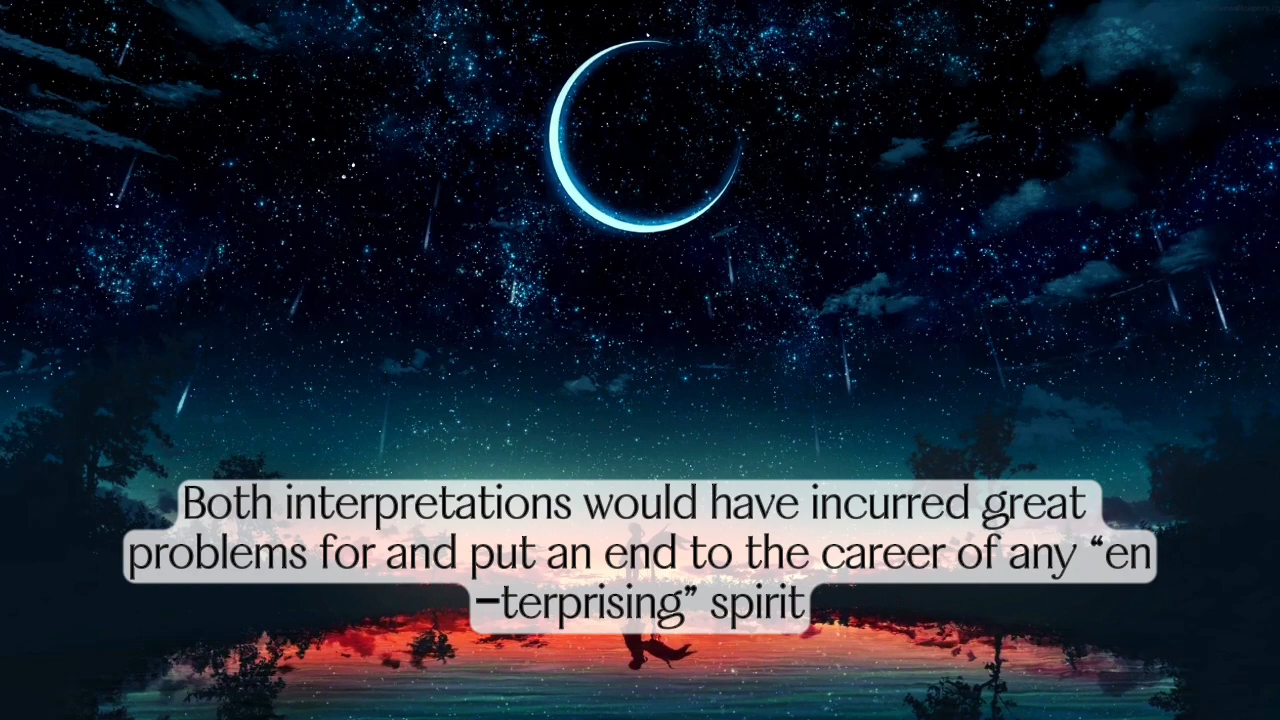 Both interpretations would have incurred great
problems for and put an end to the career of any “en
–terprising” spirit